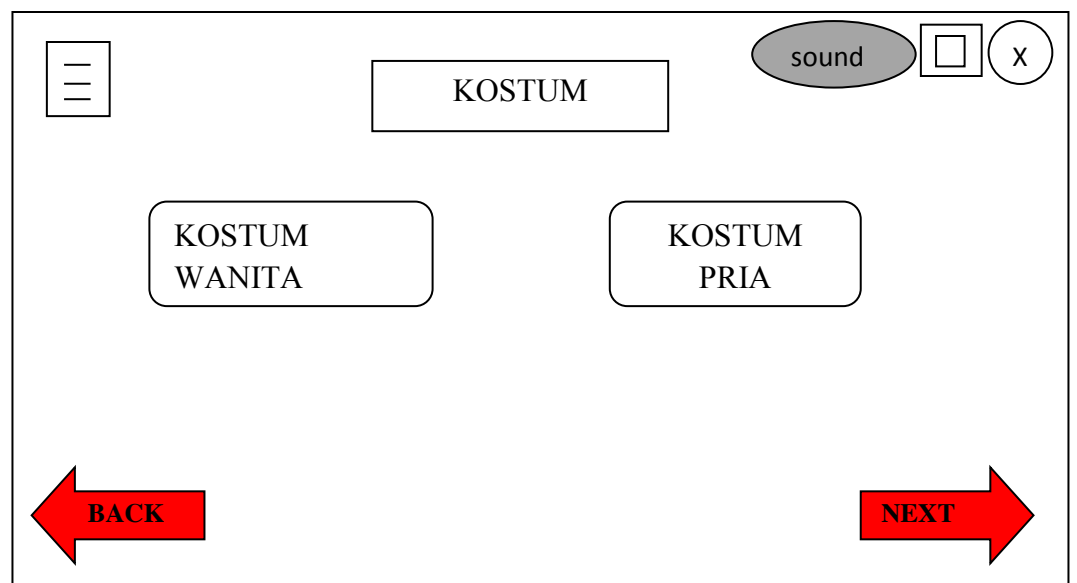 sound
X
KOSTUM
KOSTUM
WANITA
KOSTUM
PRIA
BACK
NEXT